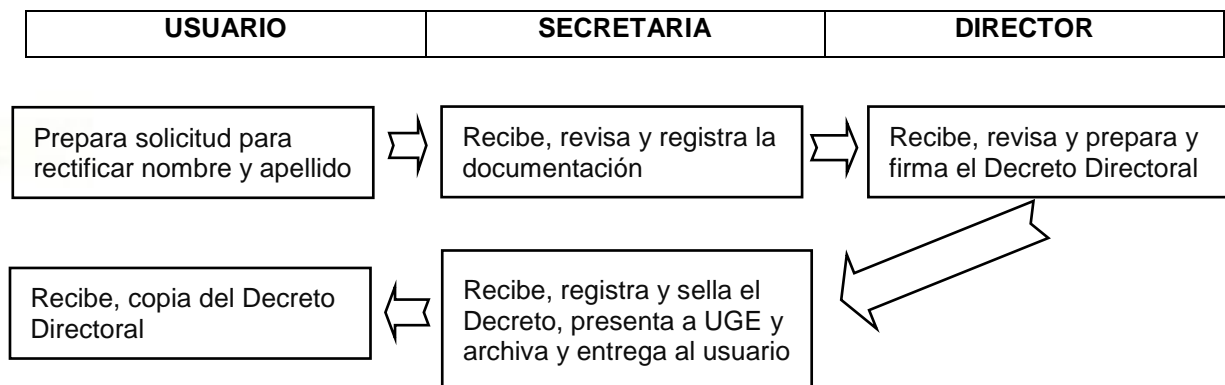 USUARIO
SECRETARIA
DIRECTOR
Prepara solicitud para
rectificar nombre y apellido
Recibe, revisa y registra la
documentación
Recibe, revisa y prepara y
firma el Decreto Directoral
Recibe, copia del Decreto
Directoral
Recibe, registra y sella el
Decreto, presenta a UGE y
archiva y entrega al usuario